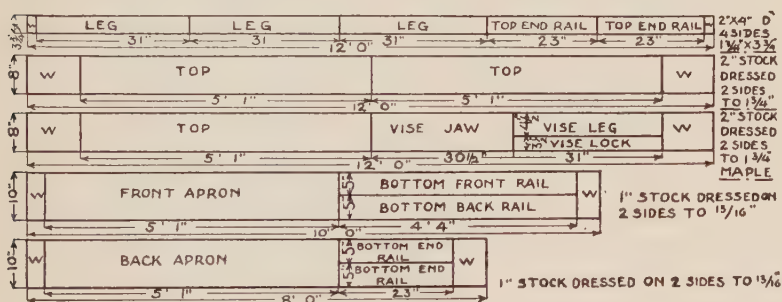 LEG LEG LEG TOP END RAIL TOP END RAIL W
31" 31 31" 23" 23"
12' 0"
2"X4" D
4 SIDES
1¾"X3¾
3¾"
W TOP TOP W
8"
5' 1" 5' 1"
12' 0"
2" STOCK
DRESSED
2 SIDES
TO 1¾"
W TOP VISE JAW VISE LEG W
VISE LOCK
8"
5' 1" 30½" 31"
12' 0"
2" STOCK
DRESSED
2 SIDES
TO 1¾"
MAPLE
W FRONT APRON 5" BOTTOM FRONT RAIL W
5" BOTTOM BACK RAIL
10"
5' 1" 4' 4"
10' 0"
1" STOCK DRESSED ON
2 SIDES TO 13/16"
W BACK APRON 5" BOTTOM END
RAIL W
5" BOTTOM END
RAIL
10"
5' 1" 23"
8' 0"
1" STOCK DRESSED ON 2 SIDES TO 13/16"